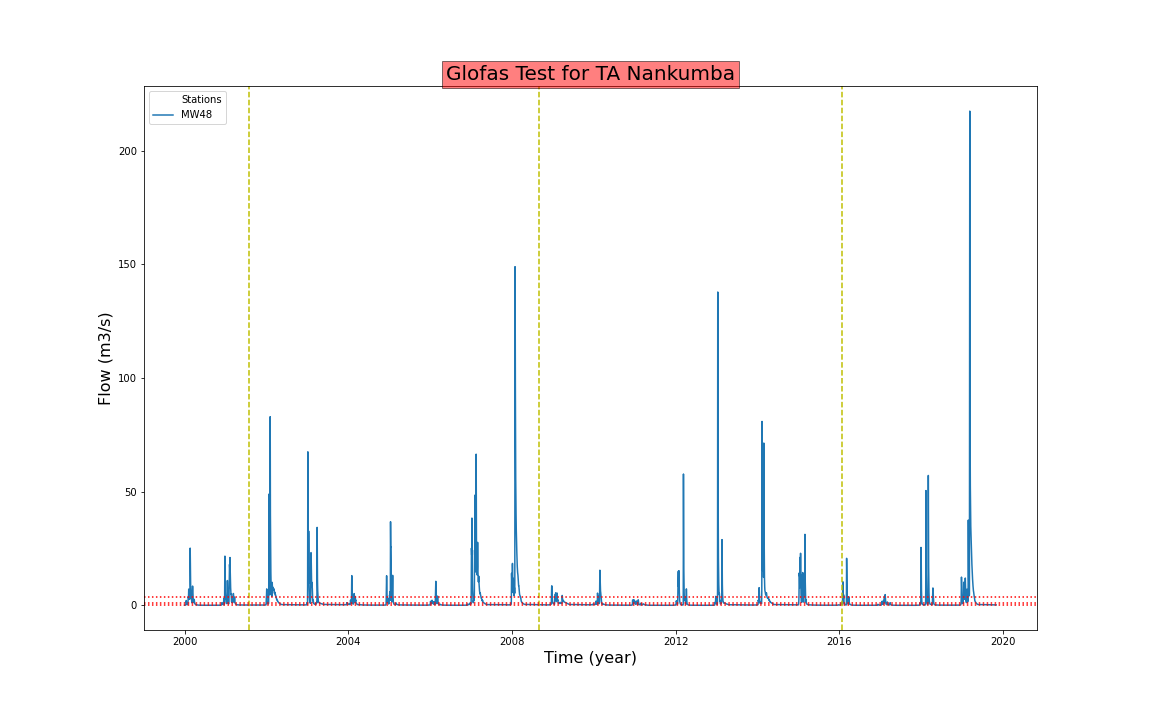 Glofas Test for TA Nankumba
Stations
MW48
200
150
100
50
0
Flow (m3/s)
2000 2004 2008 2012 2016 2020
Time (year)